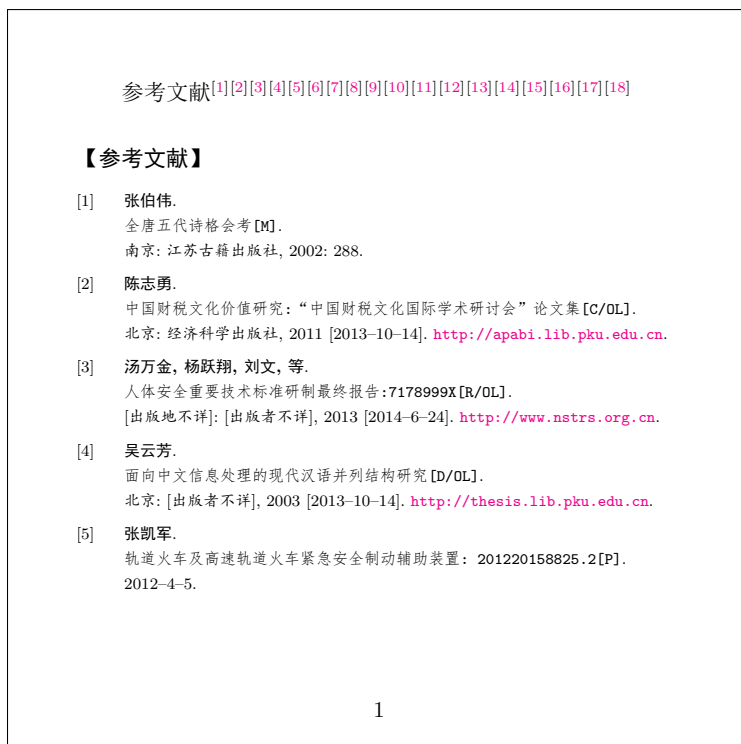 参考文献[1][2][3][4][5][6][7][8][9][10][11][12][13][14][15][16][17][18]
【参考文献】
[1] 张伯伟.
全唐五代诗格会考[M].
南京: 江苏古籍出版社, 2002: 288.
[2] 陈志勇.
中国财税文化价值研究: “中国财税文化国际学术研讨会” 论文集[C/OL].
北京: 经济科学出版社, 2011 [2013–10–14]. http://apabi.lib.pku.edu.cn.
[3] 汤万金, 杨跃翔, 刘文, 等.
人体安全重要技术标准研制最终报告:7178999X[R/OL].
[出版地不详]: [出版者不详], 2013 [2014–6–24]. http://www.nstrs.org.cn.
[4] 吴云芳.
面向中文信息处理的现代汉语并列结构研究[D/OL].
北京: [出版者不详], 2003 [2013–10–14]. http://thesis.lib.pku.edu.cn.
[5] 张凯军.
轨道火车及高速轨道火车紧急安全制动辅助装置: 201220158825.2[P].
2012–4–5.
1